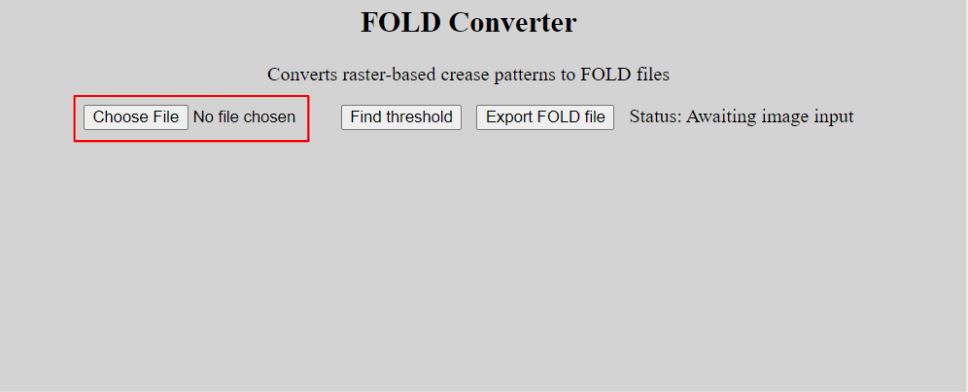 FOLD Converter
Converts raster-based crease patterns to FOLD files
Choose File No file chosen Find threshold Export FOLD file Status: Awaiting image input